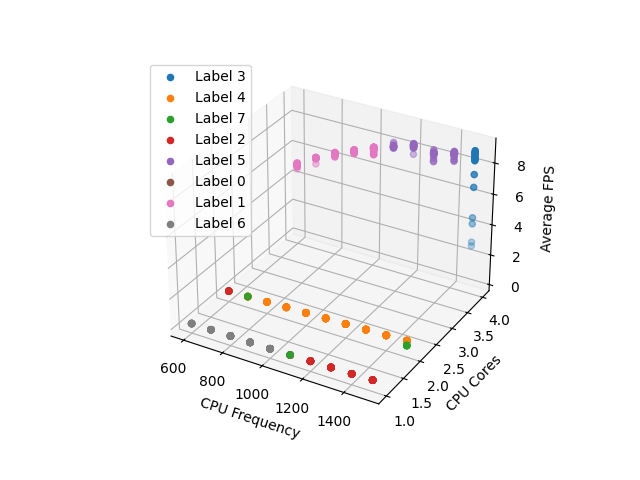 Label 3
Label 4
Label 7
Label 2
Label 5
Label 0
Label 1
Label 6
600
800
1000
1200
1400
CPU Frequency
1.0
1.5
2.0
2.5
3.0
3.5
4.0
CPU Cores
0
2
4
6
8
Average FPS